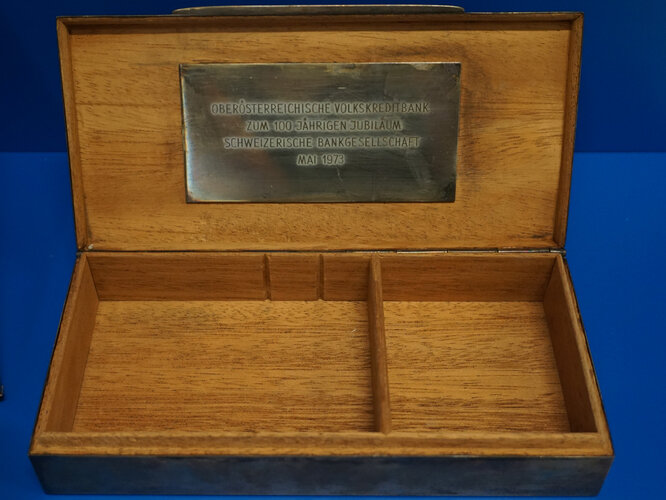 OBERÖSTERREICHISCHE VOLKSKREDITBANK
ZUM 100 JÄHRIGEN JUBILÄUM
SCHWEIZERISCHE BANKGESELLSCHAFT
MAI 1973